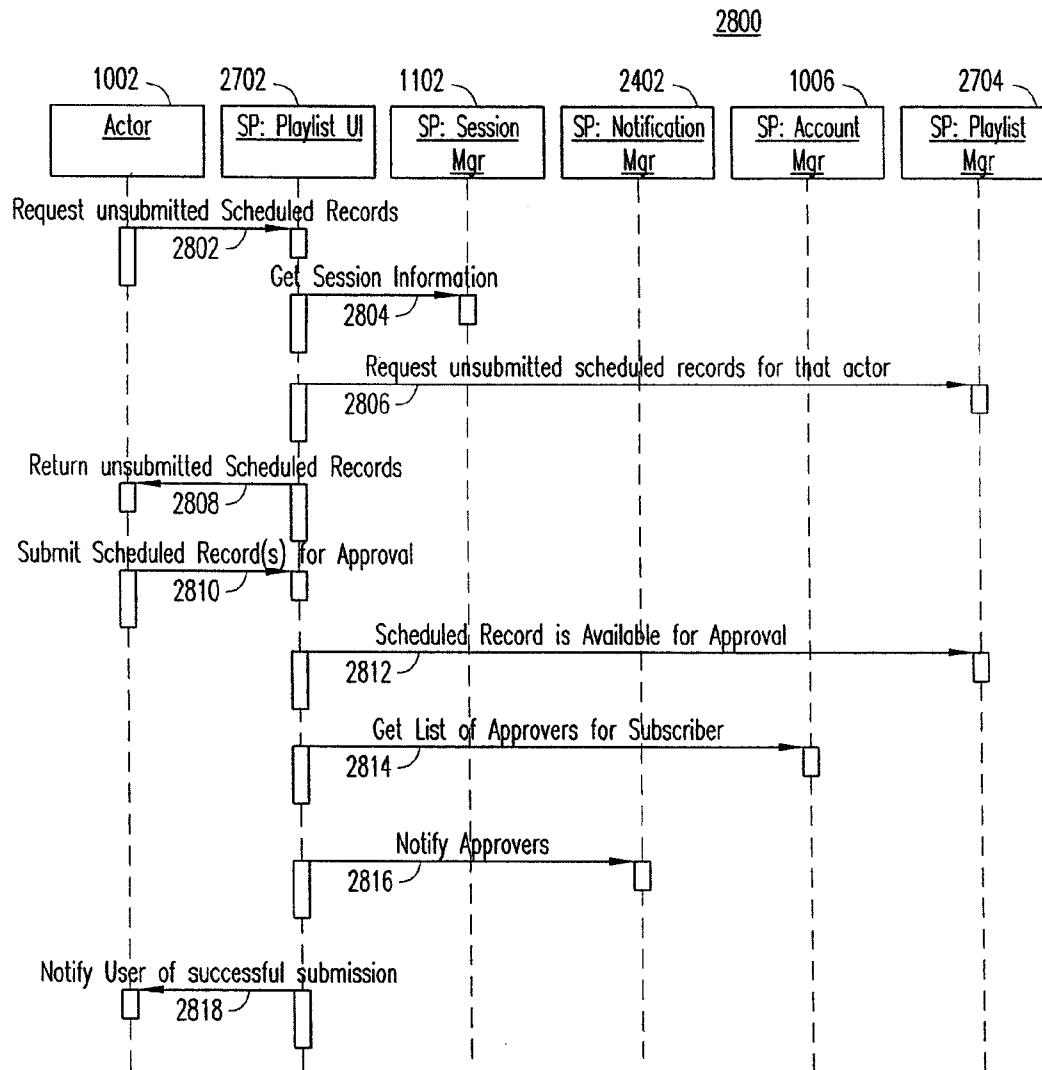 2800
1002 2702 1102 2402 1006 2704
Actor SP: Playlist UI SP: Session Mgr SP: Notification Mgr SP: Account Mgr SP: Playlist Mgr
Request unsubmitted Scheduled Records
2802
Get Session Information
2804
Request unsubmitted scheduled records for that actor
2806
Return unsubmitted Scheduled Records
2808
Submit Scheduled Record(s) for Approval
2810
Scheduled Record is Available for Approval
2812
Get List of Approvers for Subscriber
2814
Notify Approvers
2816
Notify User of successful submission
2818